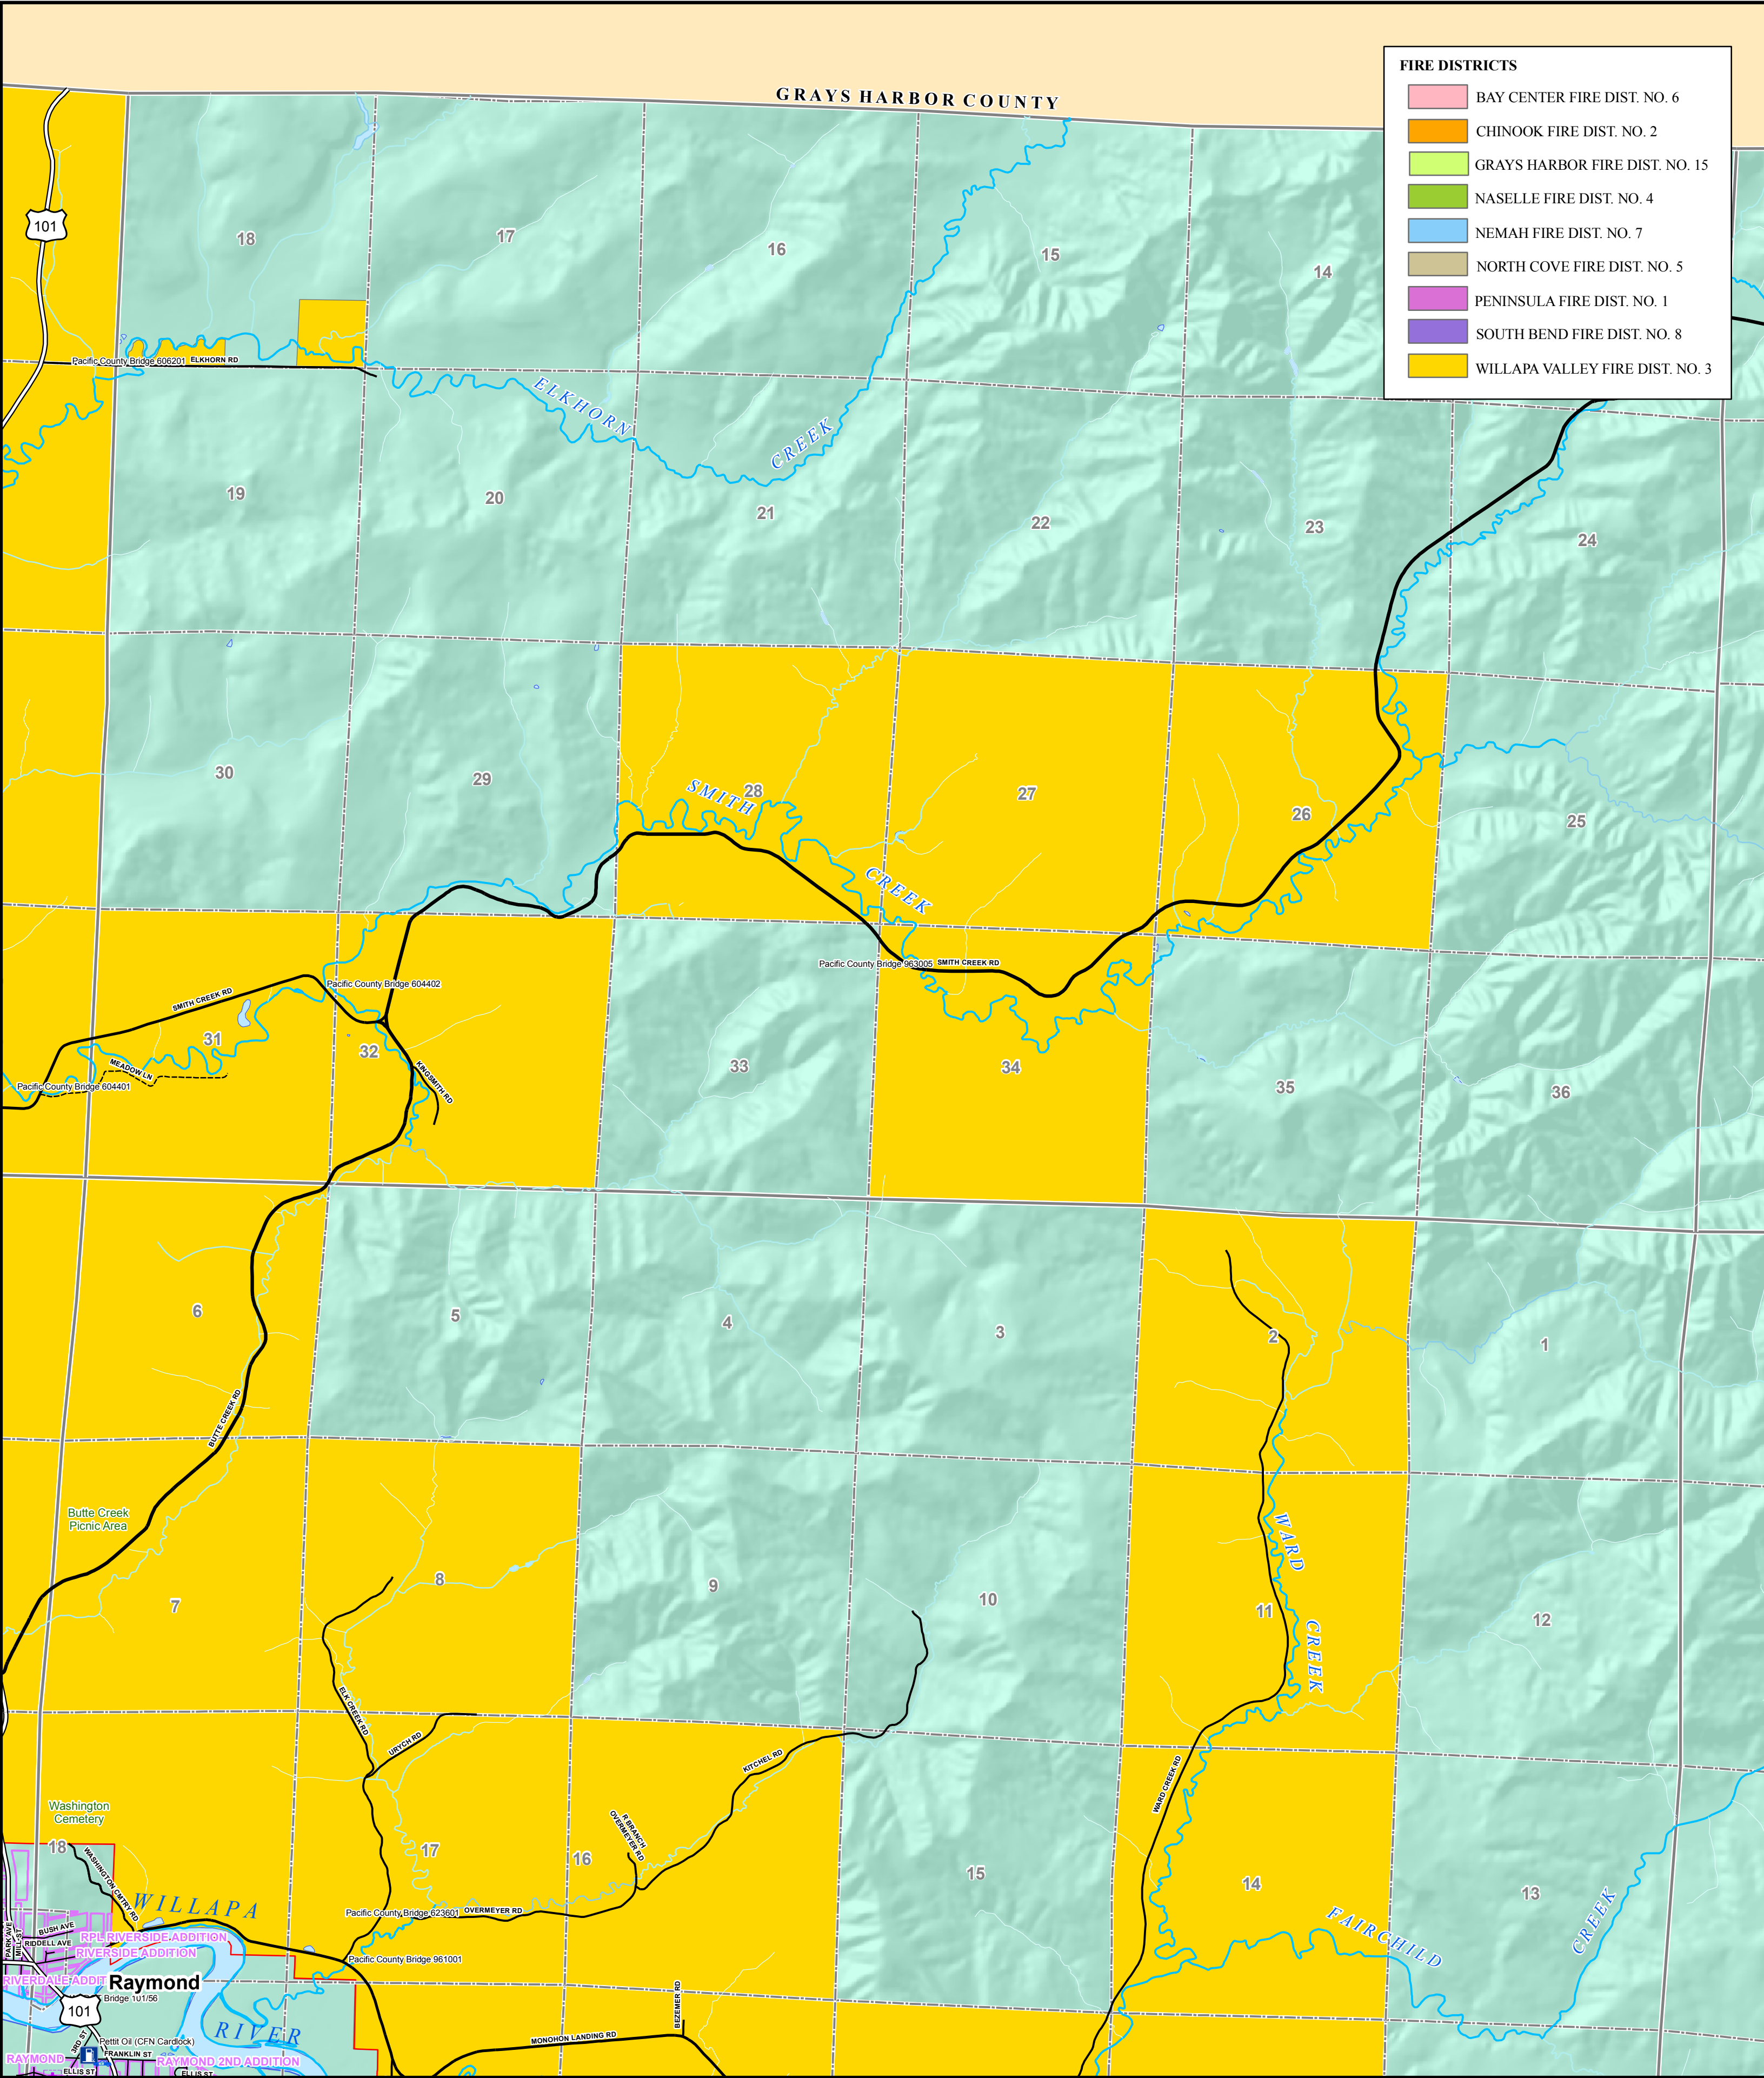 GRAYS HARBOR COUNTY
FIRE DISTRICTS
BAY CENTER FIRE DIST. NO. 6
CHINOOK FIRE DIST. NO. 2
GRAYS HARBOR FIRE DIST. NO. 15
NASELLE FIRE DIST. NO. 4
NEMAH FIRE DIST. NO. 7
NORTH COVE FIRE DIST. NO. 5
PENINSULA FIRE DIST. NO. 1
SOUTH BEND FIRE DIST. NO. 8
WILLAPA VALLEY FIRE DIST. NO. 3
101
18
17
16
15
14
Pacific County Bridge 606201
ELKHORN RD
ELKHORN
CREEK
19
20
21
22
23
24
30
29
28
27
26
25
SMITH
CREEK
Pacific County Bridge 963005
SMITH CREEK RD
Pacific County Bridge 604402
SMITH CREEK RD
31
32
33
34
35
36
MEADOW LN
Pacific County Bridge 604401
KINGSMITH RD
6
5
4
3
2
1
BUTTE CREEK RD
Butte Creek
Picnic Area
7
8
9
10
11
12
WARD
CREEK
ELK CREEK RD
URYCH RD
KITCHEL RD
WARD CREEK RD
Washington
Cemetery
18
17
16
15
14
13
R BRANCH
OVERMEYER RD
WASHINGTON CMTRY RD
WILLAPA
Pacific County Bridge 623601
OVERMEYER RD
FAIRCHILD
CREEK
PARK AVE
MILL ST
BUSH AVE
RIDDELL AVE
RPL RIVERSIDE ADDITION
RIVERSIDE ADDITION
Pacific County Bridge 961001
RIVERDALE ADDIT
Raymond
Bridge 101/56
101
RIVER
BEZEMER RD
MONOHON LANDING RD
3RD ST
Pettit Oil (CFN Cardlock)
FRANKLIN ST
RAYMOND
RAYMOND 2ND ADDITION
ELLIS ST
ELLIS ST